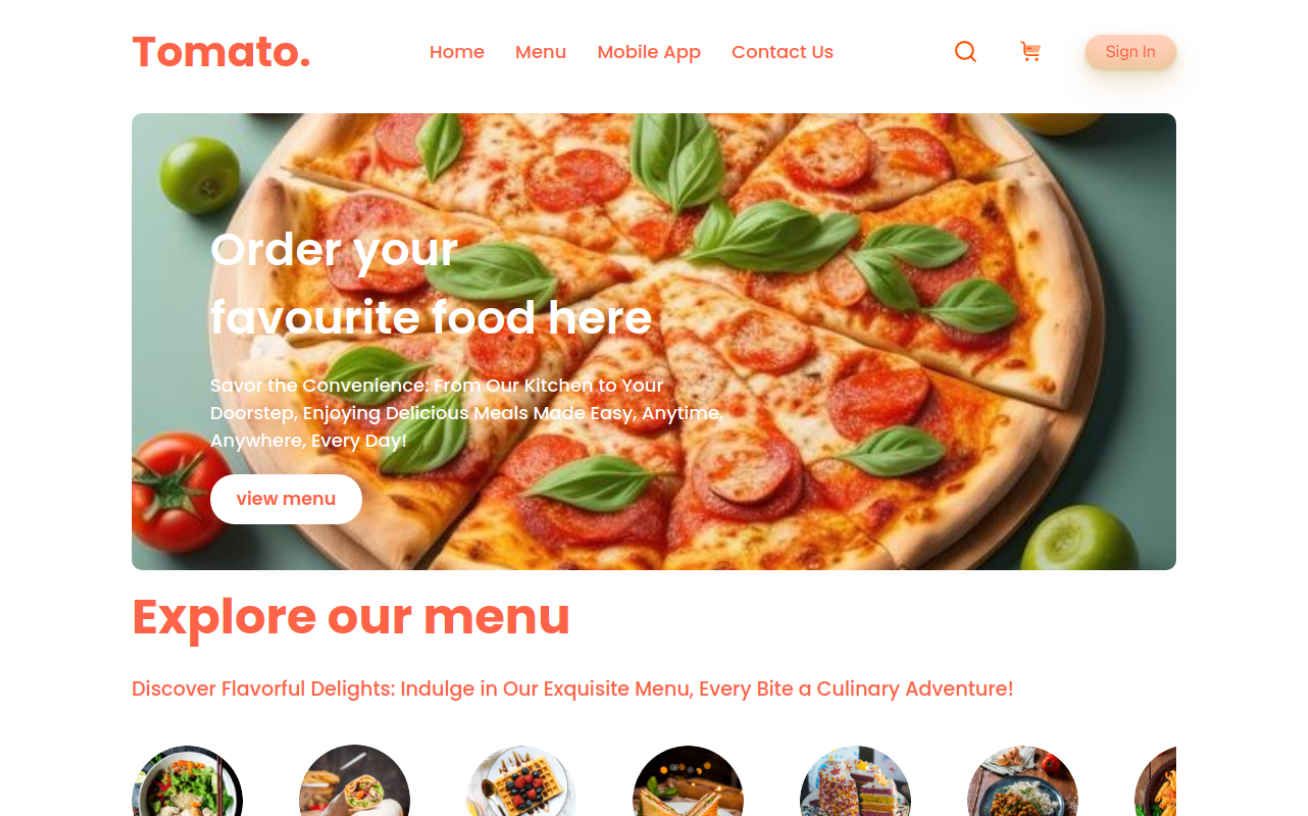 Tomato.
Home Menu Mobile App Contact Us
Sign In
Order your
favourite food here
Savor the Convenience: From Our Kitchen to Your
Doorstep, Enjoying Delicious Meals Made Easy, Anytime,
Anywhere, Every Day!
view menu
Explore our menu
Discover Flavorful Delights: Indulge in Our Exquisite Menu, Every Bite a Culinary Adventure!